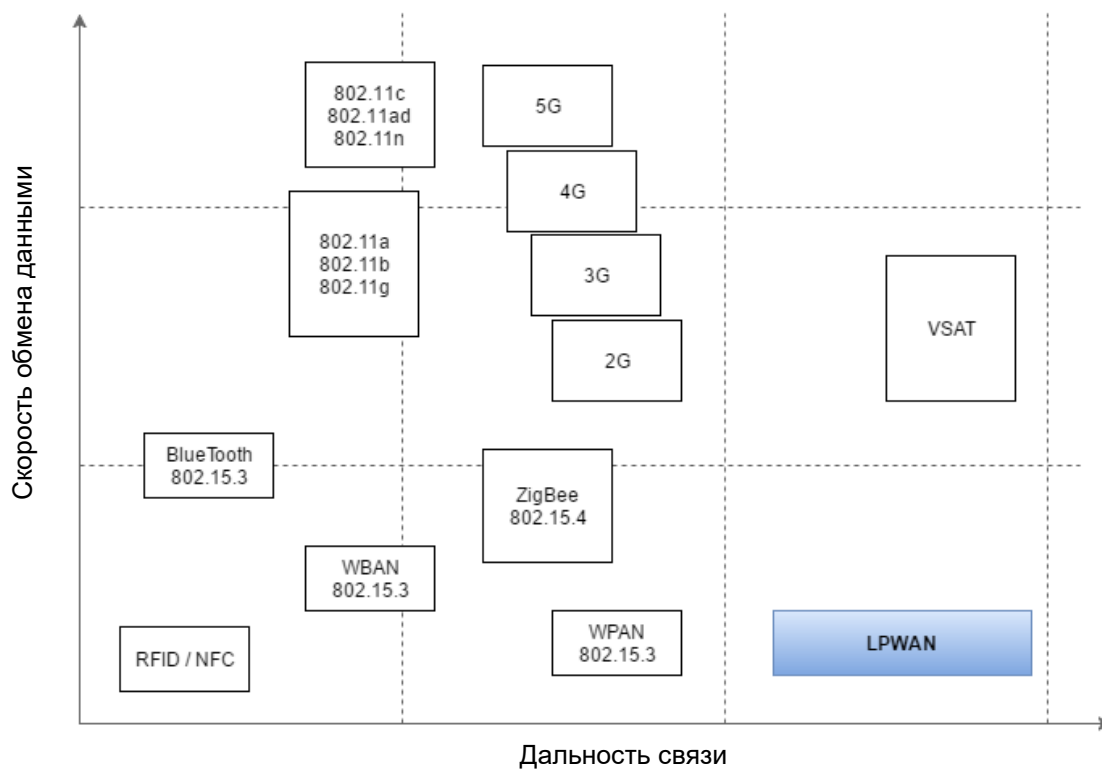 Скорость обмена данными
802.11c
802.11ad
802.11n
5G
4G
802.11a
802.11b
802.11g
3G
VSAT
2G
BlueTooth
802.15.3
ZigBee
802.15.4
WBAN
802.15.3
RFID / NFC
WPAN
802.15.3
LPWAN
Дальность связи